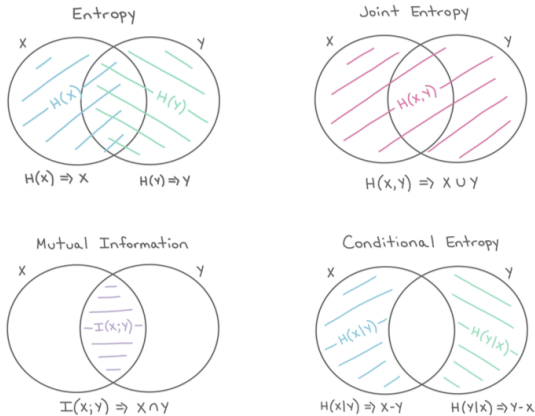 Entropy
X
Y
H(X)
H(Y)
H(X) ⇒ X
H(Y) ⇒ Y
Joint Entropy
X
Y
H(X,Y)
H(X,Y) ⇒ X ∪ Y
Mutual Information
X
Y
I(X;Y)
I(X;Y) ⇒ X ∩ Y
Conditional Entropy
X
Y
H(X|Y)
H(Y|X)
H(X|Y) ⇒ X-Y
H(Y|X) ⇒ Y-X